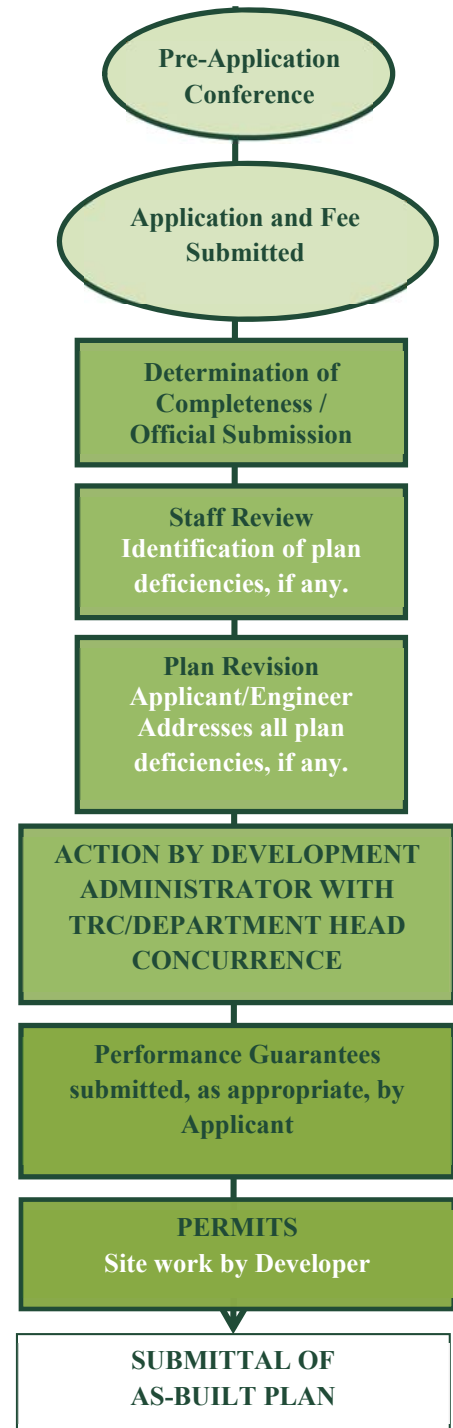 Pre-Application
Conference
Application and Fee
Submitted
Determination of
Completeness /
Official Submission
Staff Review
Identification of plan
deficiencies, if any.
Plan Revision
Applicant/Engineer
Addresses all plan
deficiencies, if any.
ACTION BY DEVELOPMENT
ADMINISTRATOR WITH
TRC/DEPARTMENT HEAD
CONCURRENCE
Performance Guarantees
submitted, as appropriate, by
Applicant
PERMITS
Site work by Developer
SUBMITTAL OF
AS-BUILT PLAN